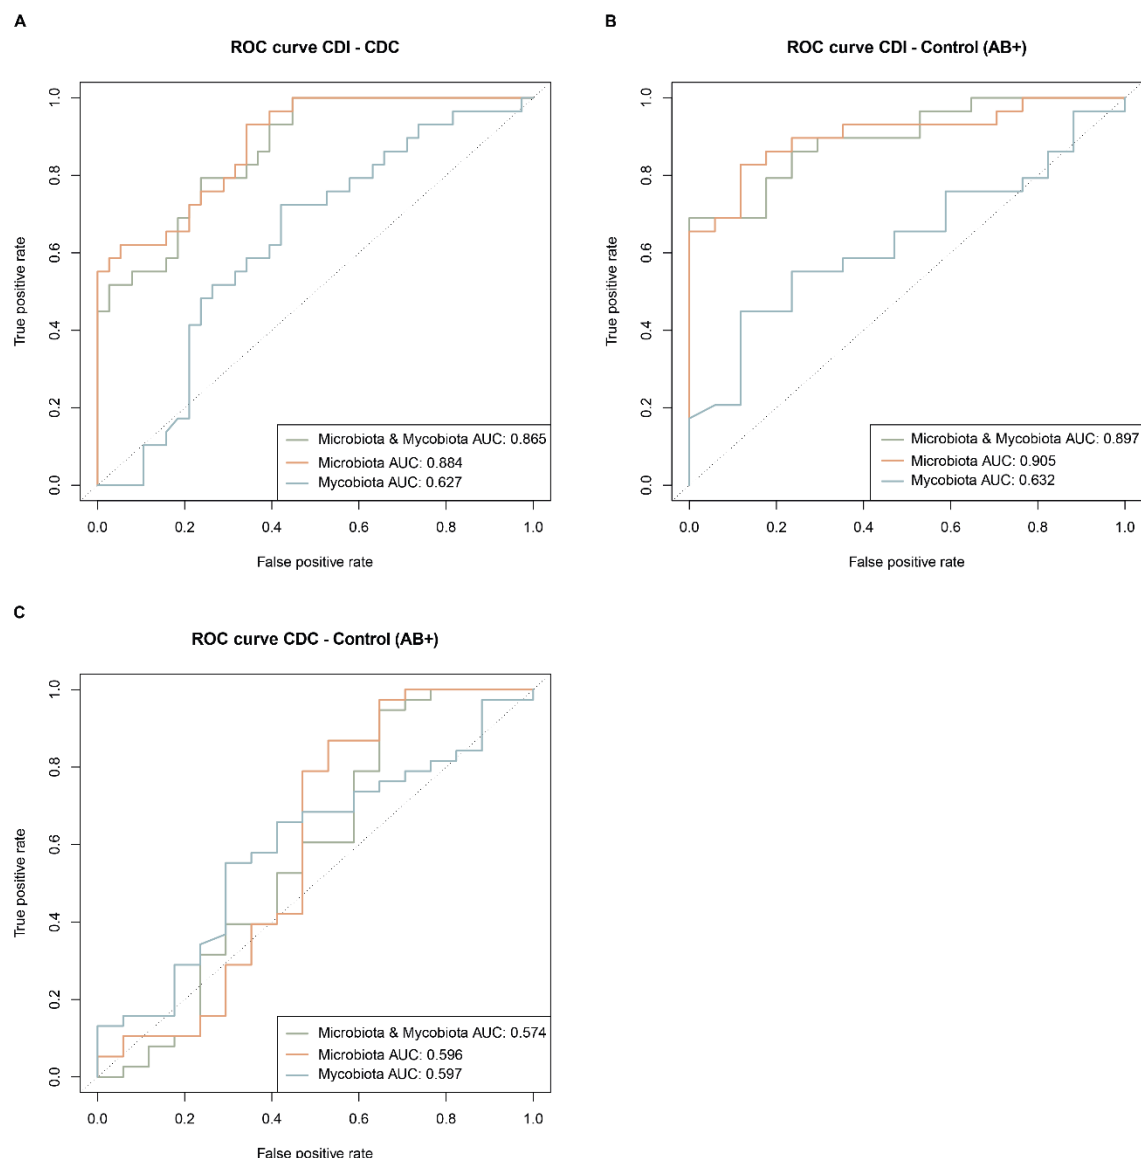 A
ROC curve CDI - CDC
True positive rate
1.0
0.8
0.6
0.4
0.2
0.0
Microbiota & Mycobiota AUC: 0.865
Microbiota AUC: 0.884
Mycobiota AUC: 0.627
0.0 0.2 0.4 0.6 0.8 1.0
False positive rate
B
ROC curve CDI - Control (AB+)
True positive rate
1.0
0.8
0.6
0.4
0.2
0.0
Microbiota & Mycobiota AUC: 0.897
Microbiota AUC: 0.905
Mycobiota AUC: 0.632
0.0 0.2 0.4 0.6 0.8 1.0
False positive rate
C
ROC curve CDC - Control (AB+)
True positive rate
1.0
0.8
0.6
0.4
0.2
0.0
Microbiota & Mycobiota AUC: 0.574
Microbiota AUC: 0.596
Mycobiota AUC: 0.597
0.0 0.2 0.4 0.6 0.8 1.0
False positive rate